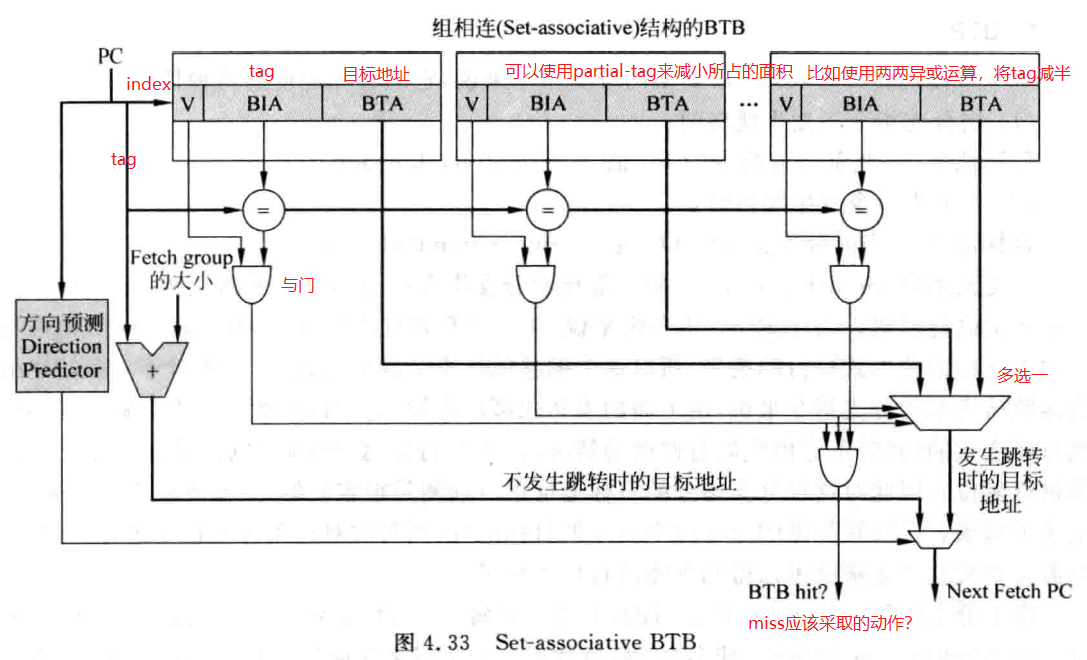 组相连(Set-associative)结构的BTB
PC
index
tag
目标地址
可以使用partial-tag来减小所占的面积
比如使用两两异或运算，将tag减半
V BIA BTA
V BIA BTA
...
V BIA BTA
tag
=
=
=
Fetch group
的大小
与门
方向预测
Direction
Predictor
+
多选一
不发生跳转时的目标地址
发生跳转
时的目标
地址
BTB hit?
Next Fetch PC
miss应该采取的动作?
图 4.33 Set-associative BTB